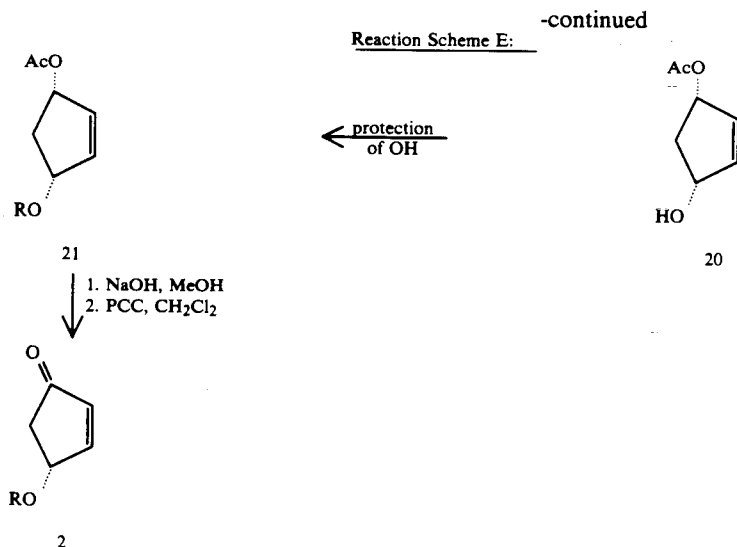 -continued
Reaction Scheme E:
AcO
RO
21
protection
of OH
AcO
HO
20
1. NaOH, MeOH
2. PCC, CH₂Cl₂
O
RO
2